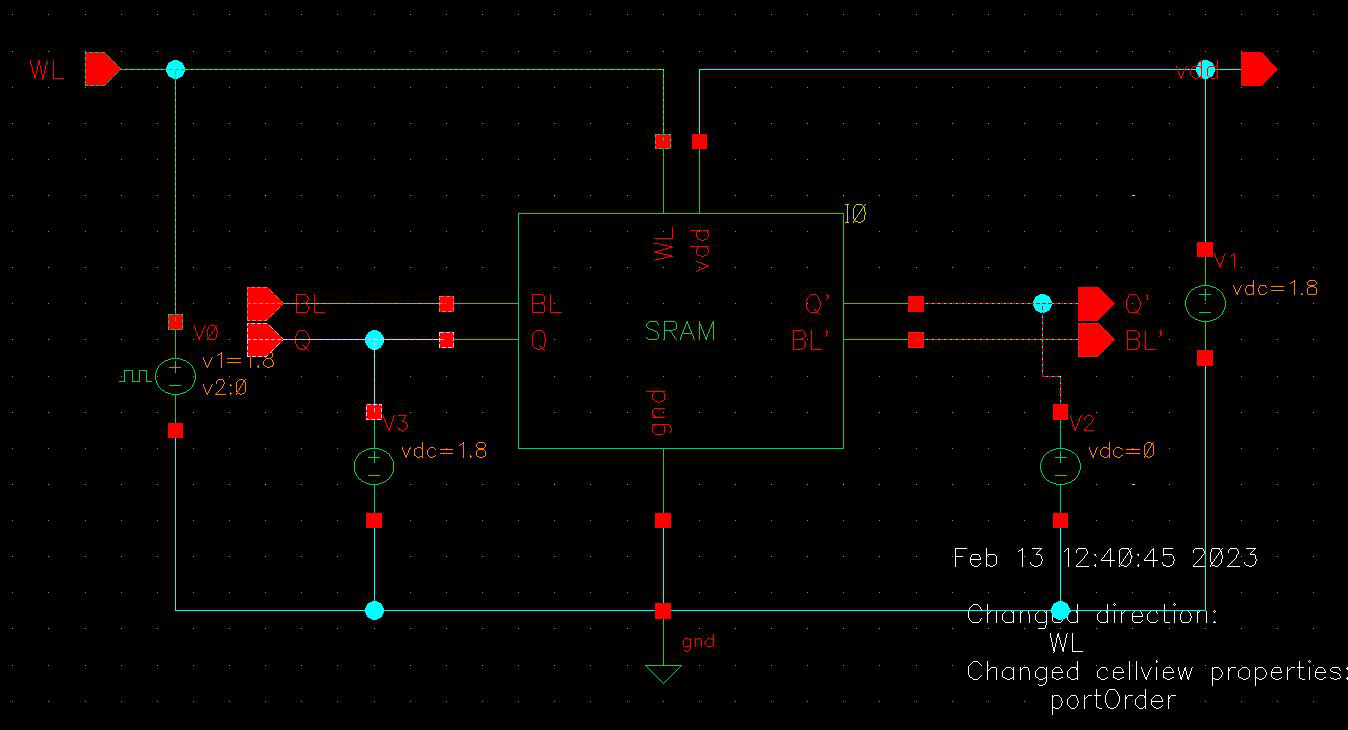 WL
vdd
I0
WL
vdd
V1
vdc=1.8
BL
BL
Q'
Q'
V0
Q
Q
SRAM
BL'
BL'
v1=1.8
v2:0
gnd
V3
vdc=1.8
V2
vdc=0
Feb 13 12:40:45 2023
Changed direction:
WL
gnd
Changed cellview properties:
portOrder